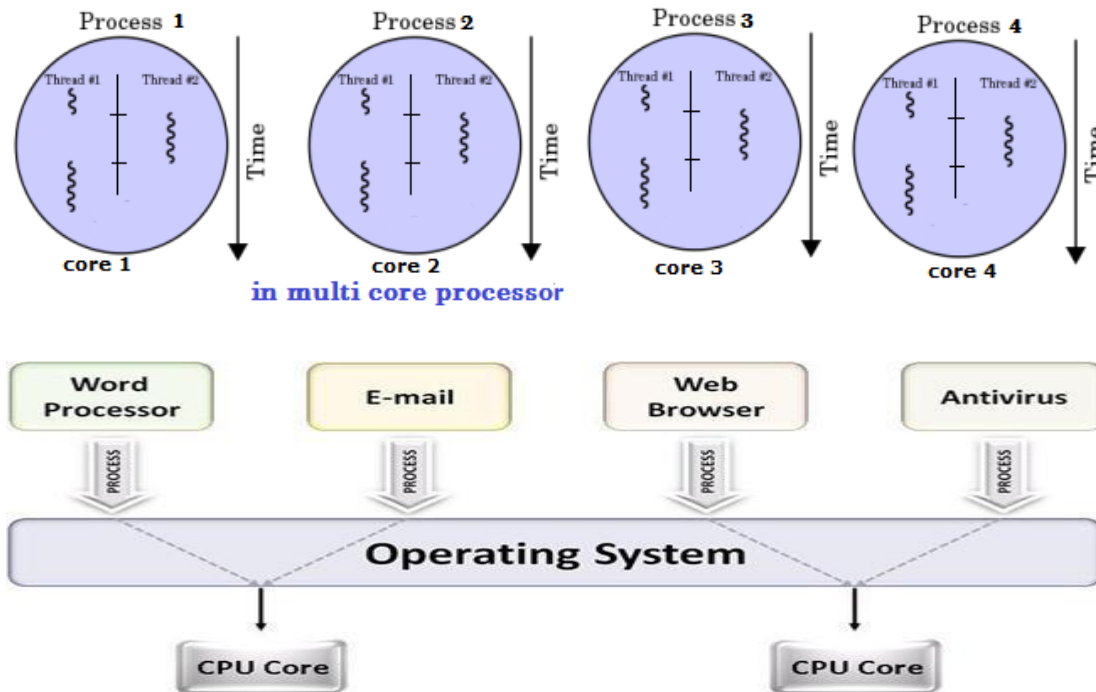 Process 1
Process 2
Process 3
Process 4
Thread #1 Thread #2
Thread #1 Thread #2
Thread #1 Thread #2
Thread #1 Thread #2
Time
Time
Time
Time
core 1
core 2
core 3
core 4
in multi core processor
Word
Processor
E-mail
Web
Browser
Antivirus
PROCESS
PROCESS
PROCESS
PROCESS
Operating System
CPU Core
CPU Core